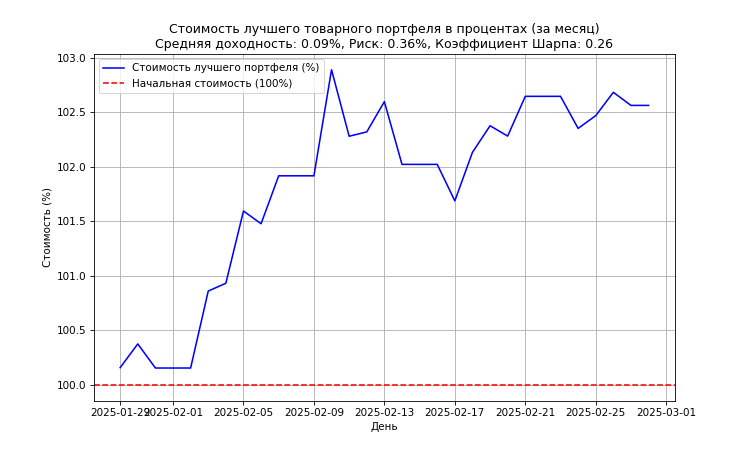 Стоимость лучшего товарного портфеля в процентах (за месяц)
Средняя доходность: 0.09%, Риск: 0.36%, Коэффициент Шарпа: 0.26
Стоимость лучшего портфеля (%)
Начальная стоимость (100%)
Стоимость (%)
103.0
102.5
102.0
101.5
101.0
100.5
100.0
2025-01-29 2025-02-01 2025-02-05 2025-02-09 2025-02-13 2025-02-17 2025-02-21 2025-02-25 2025-03-01
День